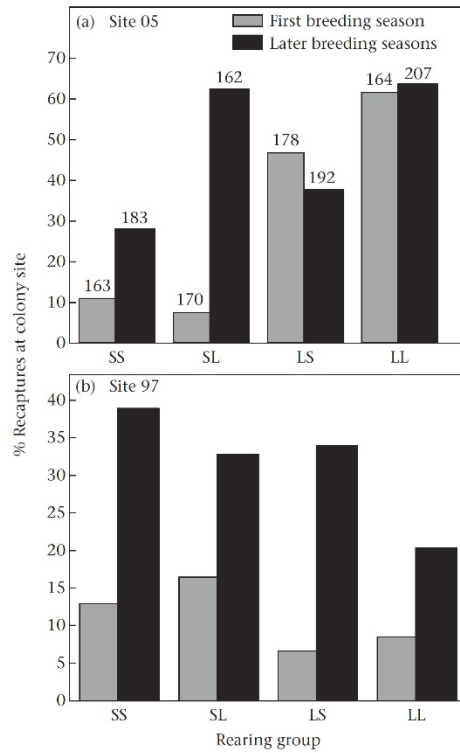 (a) Site 05
First breeding season
Later breeding seasons
70
60
50
40
30
20
10
0
163
183
170
162
178
192
164
207
SS
SL
LS
LL
% Recaptures at colony site
(b) Site 97
40
35
30
25
20
15
10
5
0
SS
SL
LS
LL
Rearing group